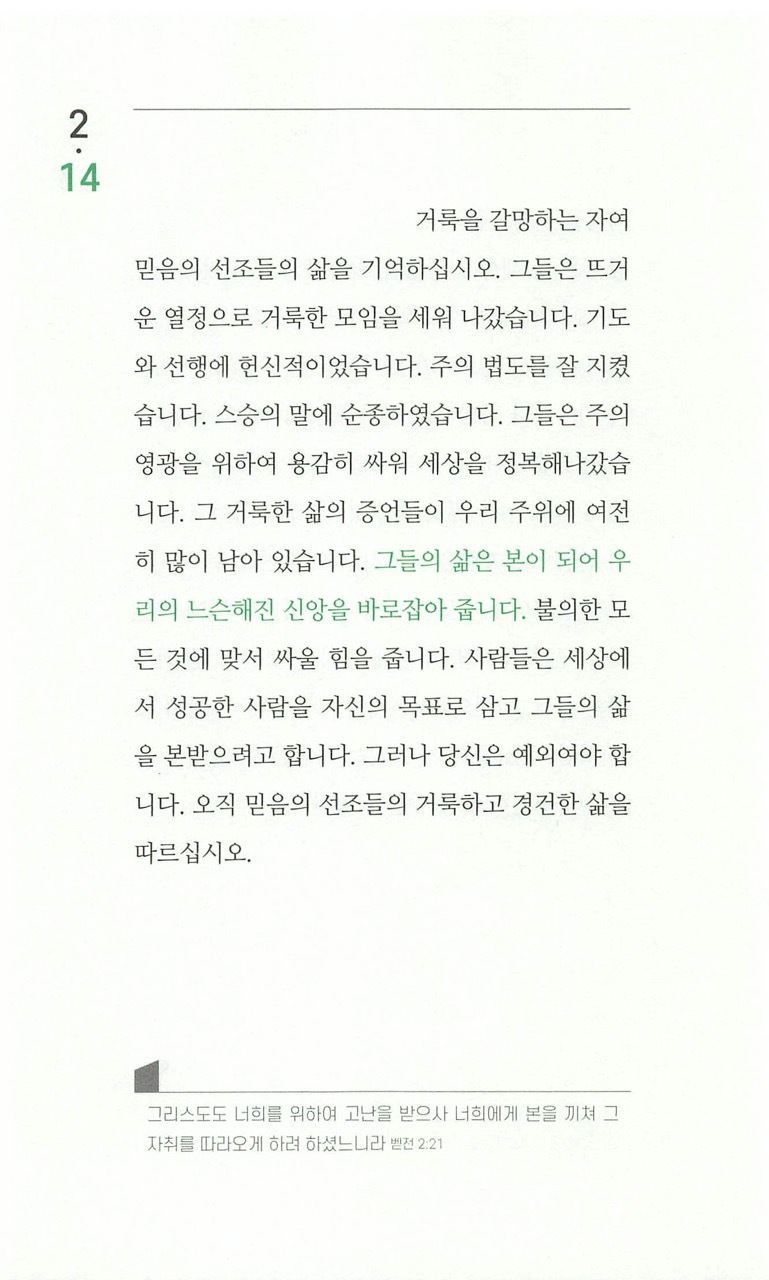 2
·
14
거룩을 갈망하는 자여
믿음의 선조들의 삶을 기억하십시오. 그들은 뜨거
운 열정으로 거룩한 모임을 세워 나갔습니다. 기도
와 선행에 헌신적이었습니다. 주의 법도를 잘 지켰
습니다. 스승의 말에 순종하였습니다. 그들은 주의
영광을 위하여 용감히 싸워 세상을 정복해나갔습
니다. 그 거룩한 삶의 증언들이 우리 주위에 여전
히 많이 남아 있습니다. 그들의 삶은 본이 되어 우
리의 느슨해진 신앙을 바로잡아 줍니다. 불의한 모
든 것에 맞서 싸울 힘을 줍니다. 사람들은 세상에
서 성공한 사람을 자신의 목표로 삼고 그들의 삶
을 본받으려고 합니다. 그러나 당신은 예외여야 합
니다. 오직 믿음의 선조들의 거룩하고 경건한 삶을
따르십시오.
그리스도도 너희를 위하여 고난을 받으사 너희에게 본을 끼쳐 그
자취를 따라오게 하려 하셨느니라 벧전 2:21